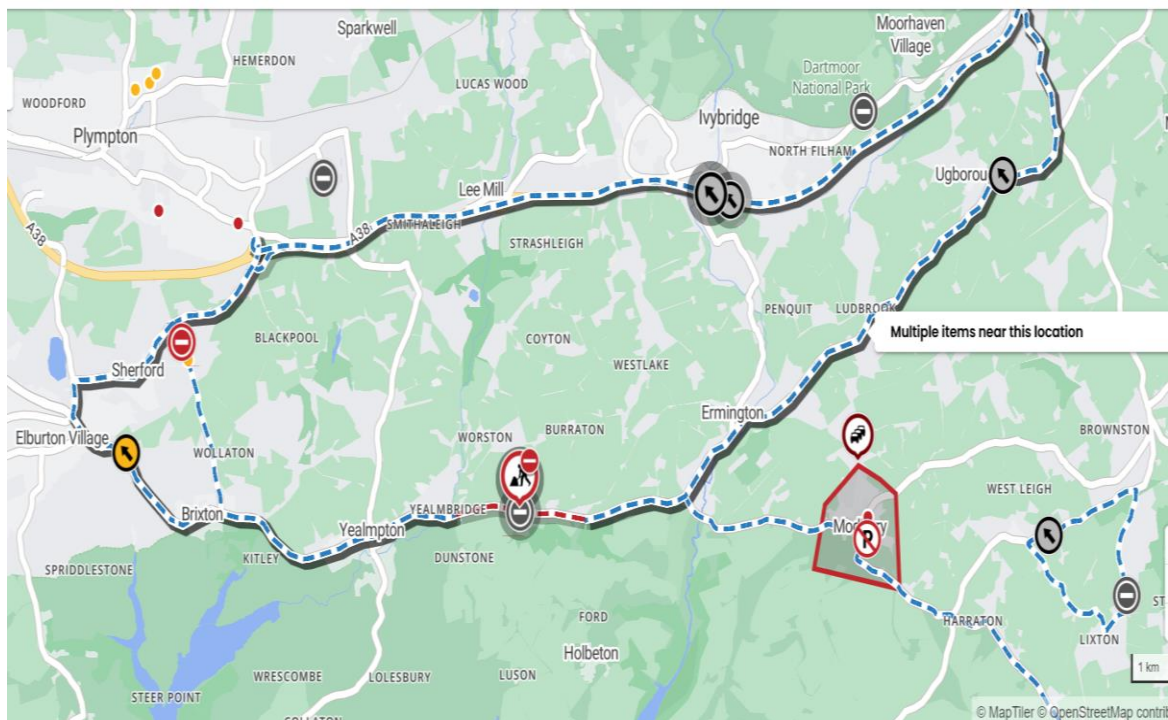 Sparkwell
Moorhaven
Village
HEMERDON
LUCAS WOOD
Dartmoor
National Park
WOODFORD
Plympton
Ivybridge
NORTH FILHAM
Ugborou
Lee Mill
SMITHALEIGH
A38
A38
STRASHLEIGH
PENQUIT
LUDBROOK
Multiple items near this location
BLACKPOOL
COYTON
WESTLAKE
Sherford
Ermington
BROWNSTON
Elburton Village
WOLLATON
WORSTON
BURRATON
WEST LEIGH
Brixton
Yealmpton
YEALMBRIDGE
KITLEY
DUNSTONE
SPRIDDLESTONE
FORD
HARRATON
LIXTON
ST
Holbeton
WRESCOMBE
LOLESBURY
LUSON
STEER POINT
1 km
© MapTiler © OpenStreetMap contrib